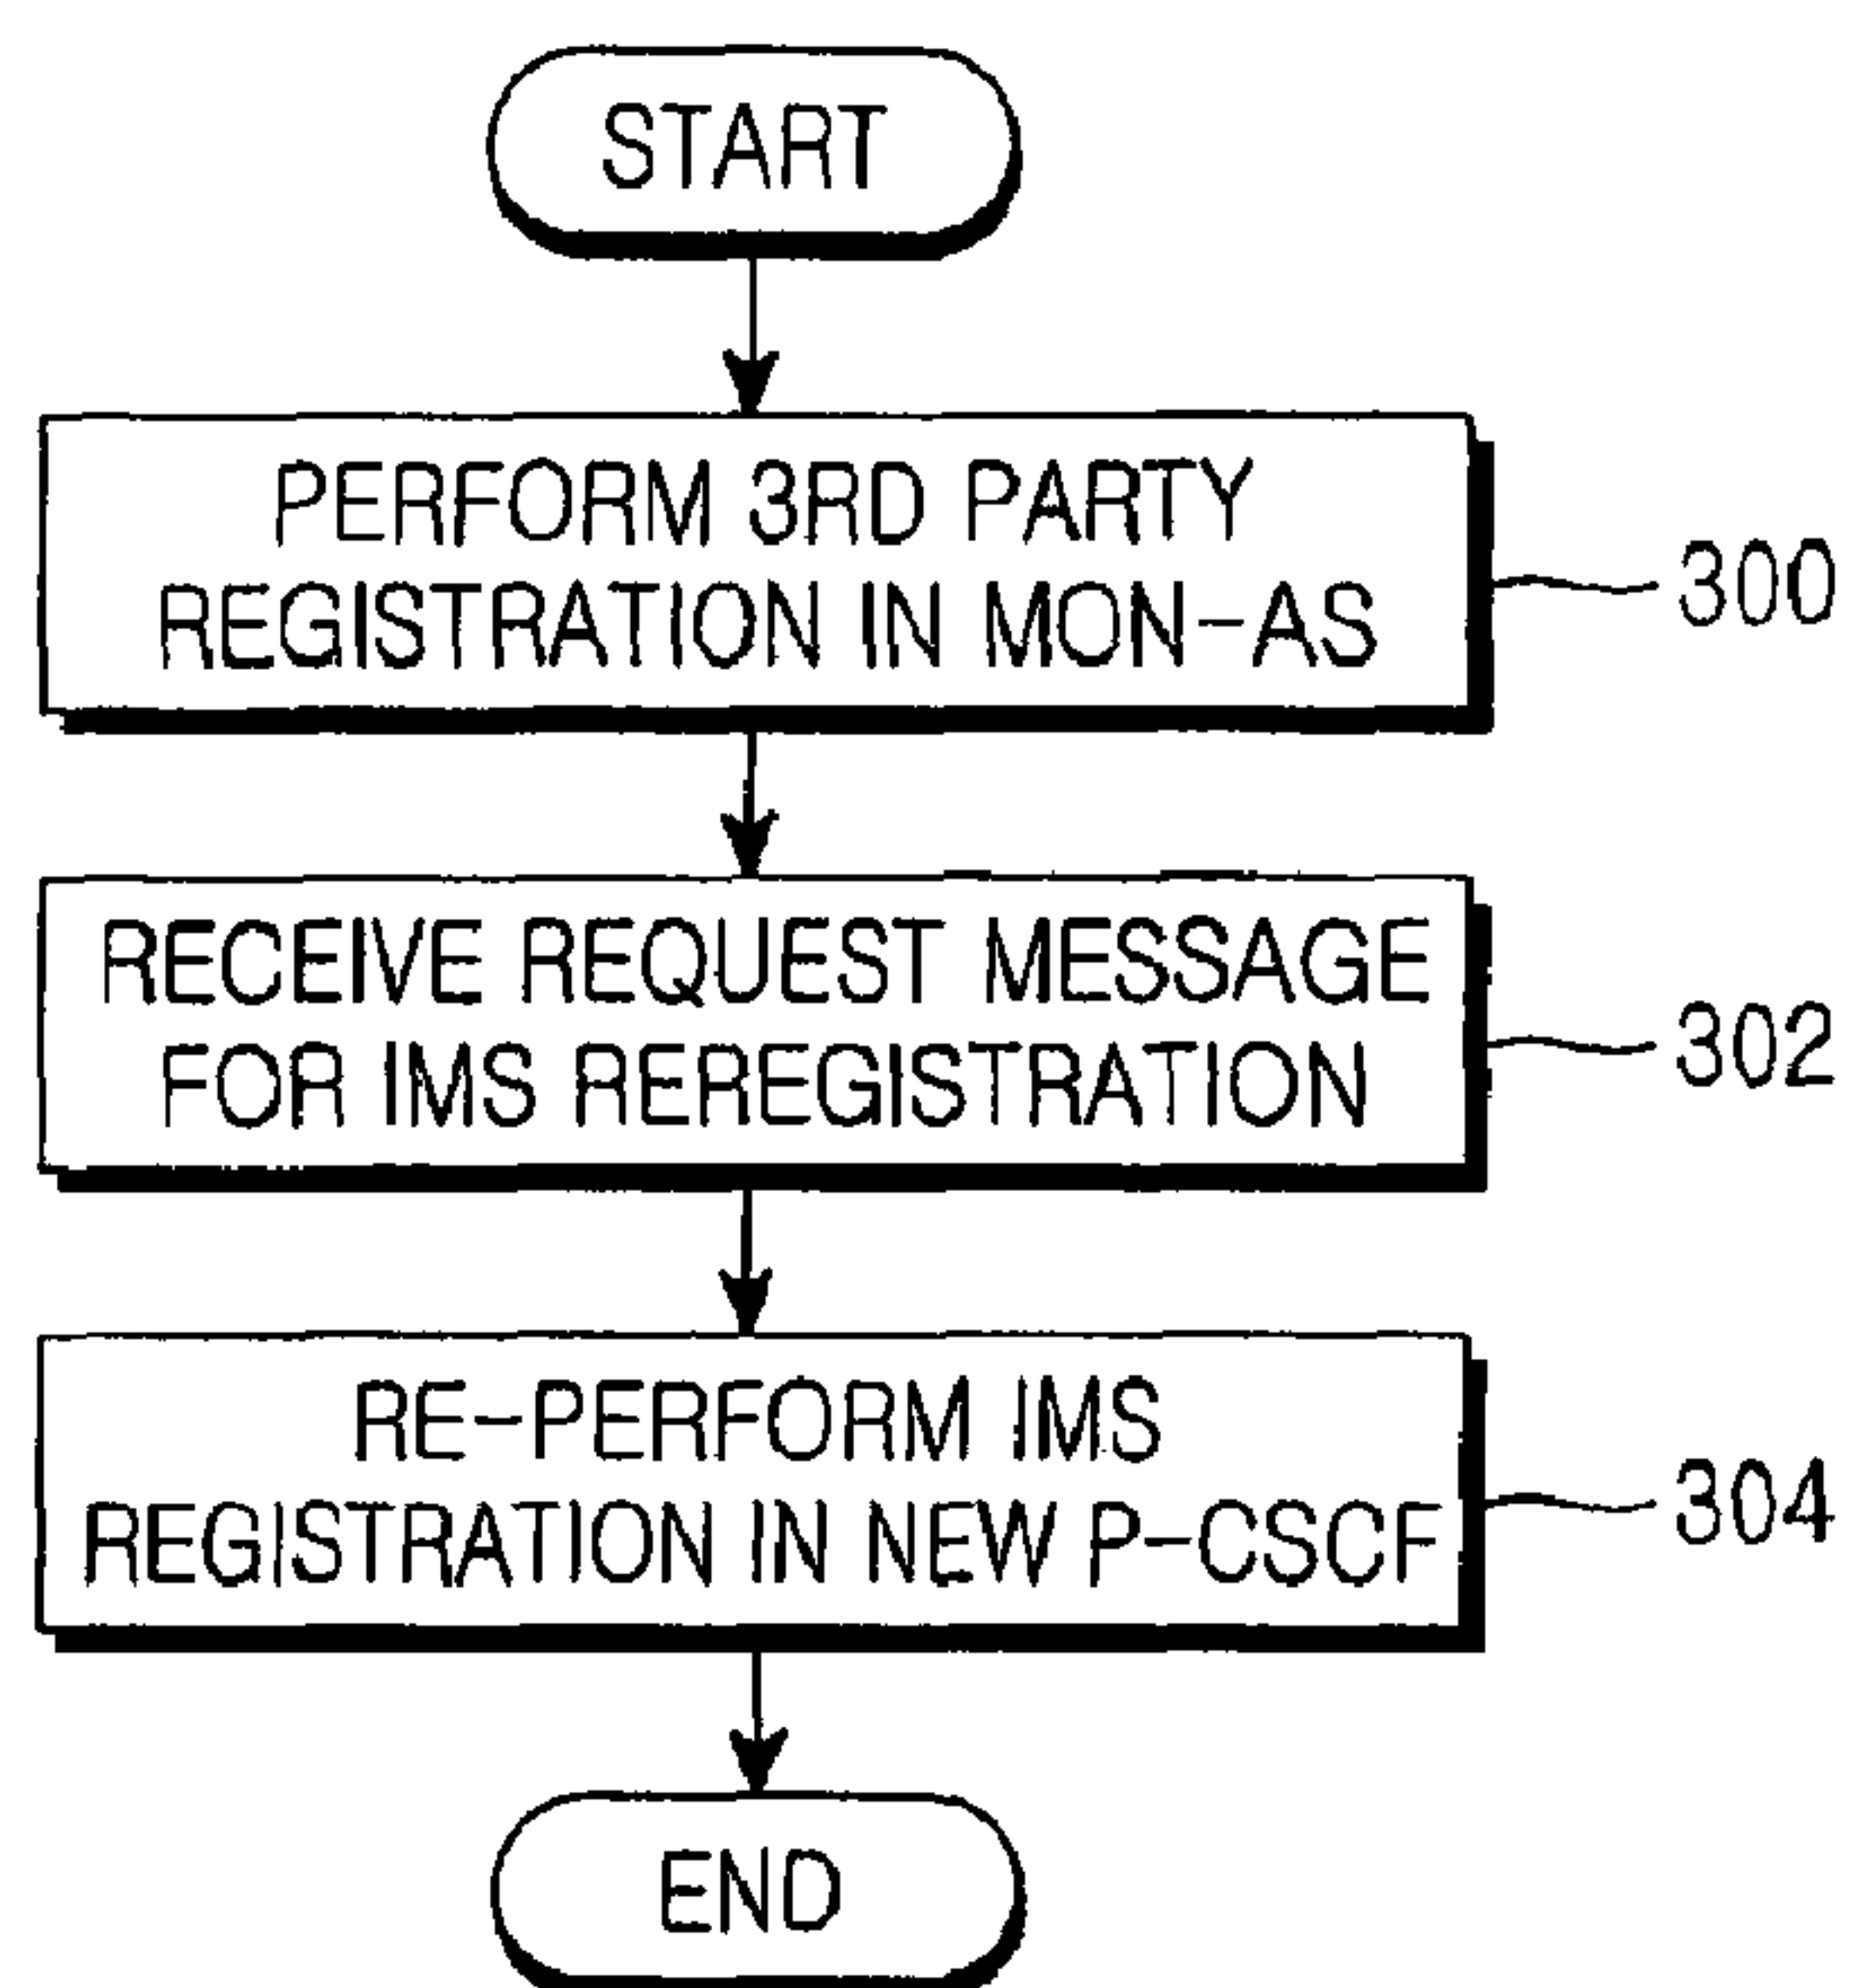 START
PERFORM 3RD PARTY
REGISTRATION IN MON-AS
300
RECEIVE REQUEST MESSAGE
FOR IMS REREGISTRATION
302
RE-PERFORM IMS
REGISTRATION IN NEW P-CSCF
304
END